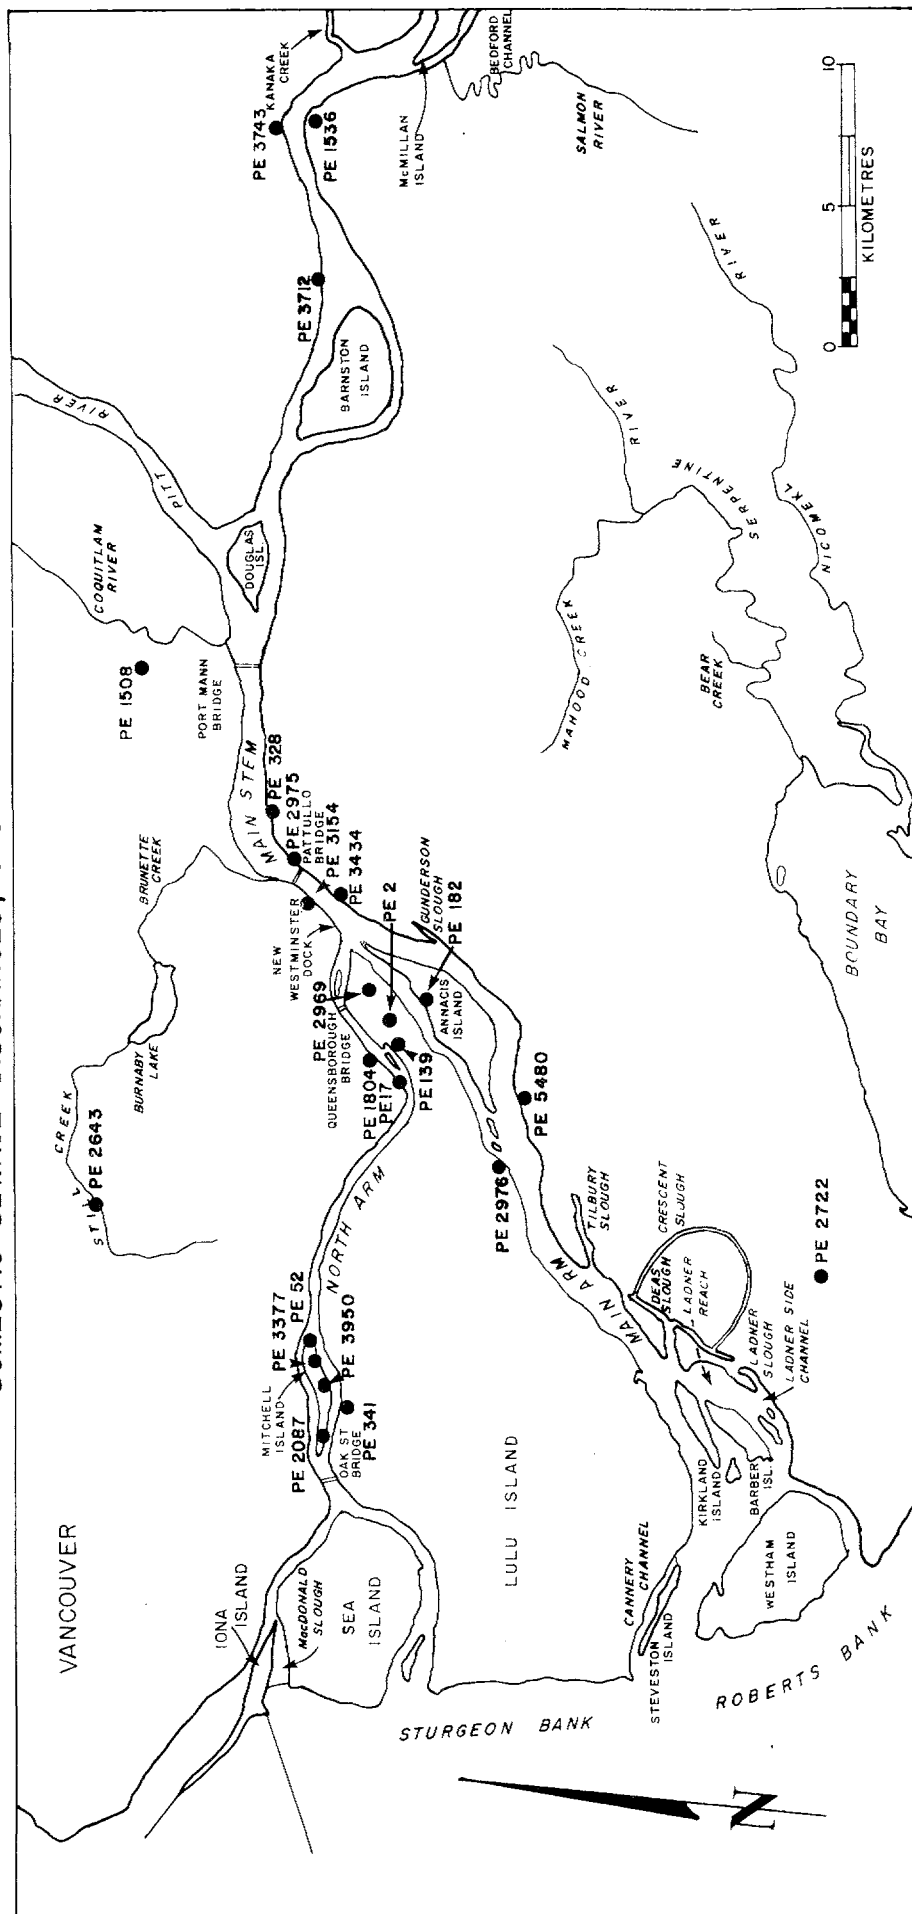 VANCOUVER
IONA
ISLAND
MacDONALD
SLOUGH
SEA
ISLAND
STURGEON BANK
ROBERTS BANK
N
LULU ISLAND
CANNERY
CHANNEL
STEVESTON
ISLAND
WESTHAM
ISLAND
KIRKLAND
ISLAND
BARBER
ISL.
LADNER SIDE
CHANNEL
LADNER
SLOUGH
LADNER
REACH
DEAS
SLOUGH
CRESCENT
SLOUGH
TILBURY
SLOUGH
MAIN ARM
PE 2722
PE 2087
MITCHELL
ISLAND
PE 3377
PE 52
PE 3950
OAK ST
BRIDGE
PE 341
NORTH ARM
STILL CREEK
PE 2643
BURNABY
LAKE
BRUNETTE
CREEK
PE 2976
PE 5480
PE 17
PE 1804
PE 139
QUEENSBOROUGH
BRIDGE
PE 2969
PE 2
PE 182
ANNACIS
ISLAND
GUNDERSON
SLOUGH
NEW
WESTMINSTER
DOCK
PE 3434
PE 3154
PATTULLO
BRIDGE
PE 2975
PE 328
MAIN STEM
PORT MANN
BRIDGE
PE 1508
COQUITLAM
RIVER
PITT RIVER
DOUGLAS
ISL.
BARNSTON
ISLAND
PE 3712
PE 3743
KANAKA
CREEK
PE 1536
McMILLAN
ISLAND
BEDFORD
CHANNEL
SALMON
RIVER
MAHOOD CREEK
SERPENTINE RIVER
NICOMEKL RIVER
BEAR
CREEK
BOUNDARY
BAY
0 5 10
KILOMETRES